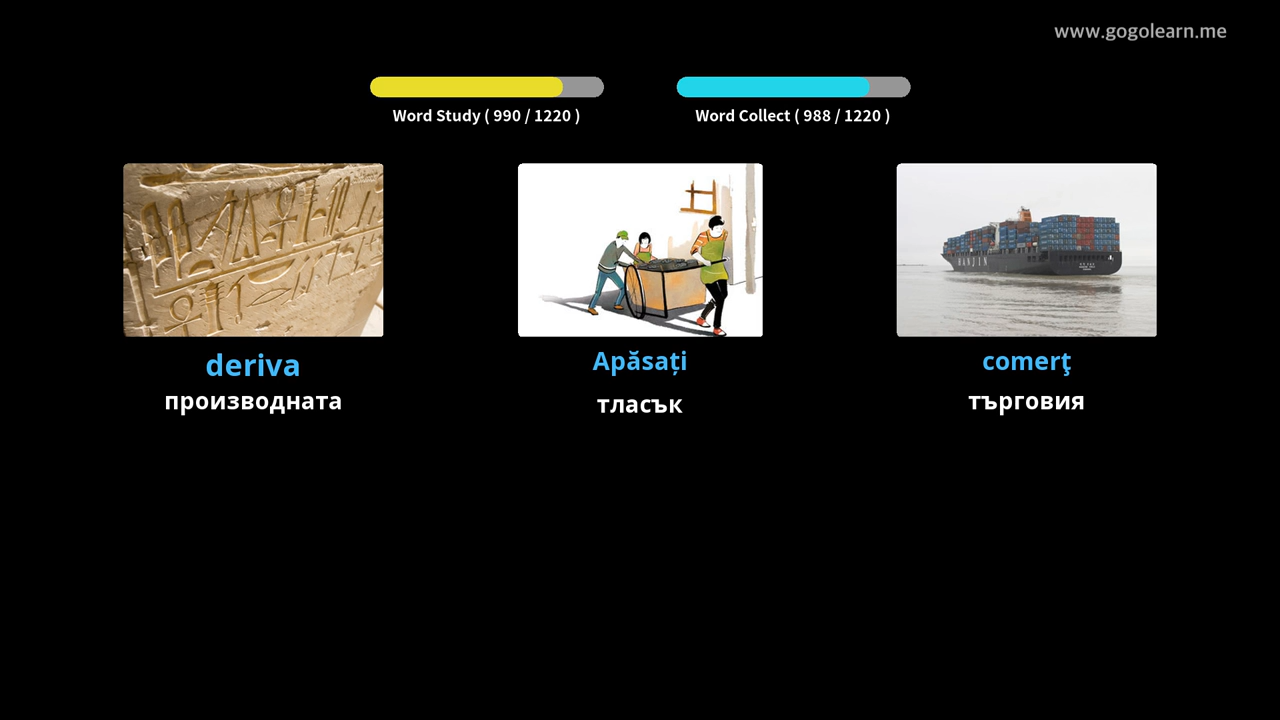 www.gogolearn.me
Word Study ( 990 / 1220 )
Word Collect ( 988 / 1220 )
deriva
производната
Apăsați
тласък
comerţ
търговия